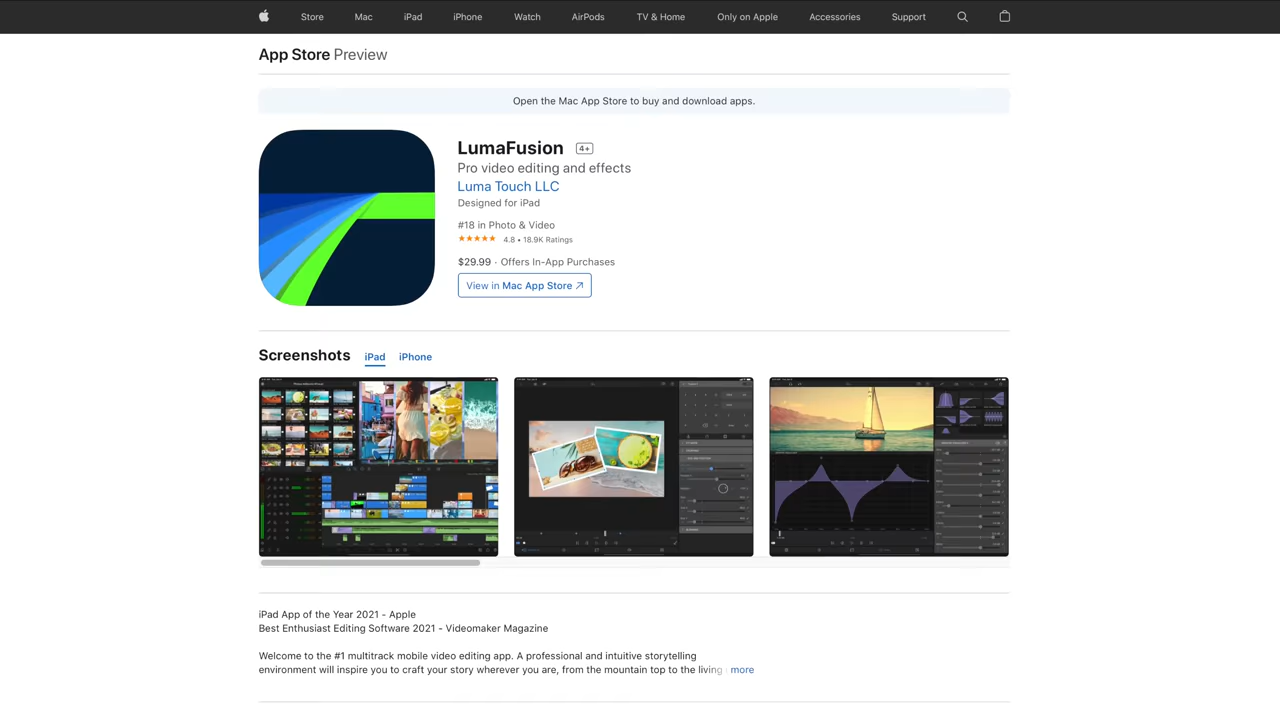 Store
Mac
iPad
iPhone
Watch
AirPods
TV & Home
Only on Apple
Accessories
Support
App Store Preview
Open the Mac App Store to buy and download apps.
LumaFusion 4+
Pro video editing and effects
Luma Touch LLC
Designed for iPad
#18 in Photo & Video
4.8 • 18.9K Ratings
$29.99 · Offers In-App Purchases
View in Mac App Store
Screenshots iPad iPhone
iPad App of the Year 2021 - Apple
Best Enthusiast Editing Software 2021 - Videomaker Magazine
Welcome to the #1 multitrack mobile video editing app. A professional and intuitive storytelling
environment will inspire you to craft your story wherever you are, from the mountain top to the living more